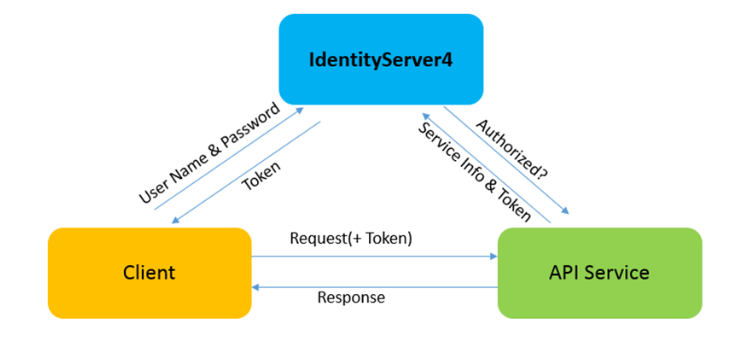 IdentityServer4
User Name & Password
Token
Authorized?
Service Info & Token
Request(+ Token)
Client
API Service
Response